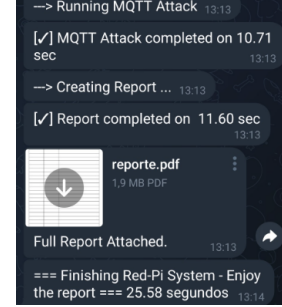 ---> Running MQTT Attack 13:13
[✓] MQTT Attack completed on 10.71
sec 13:13
---> Creating Report ... 13:13
[✓] Report completed on 11.60 sec
13:13
reporte.pdf
1,9 MB PDF
Full Report Attached. 13:13
=== Finishing Red-Pi System - Enjoy
the report === 25.58 segundos 13:14